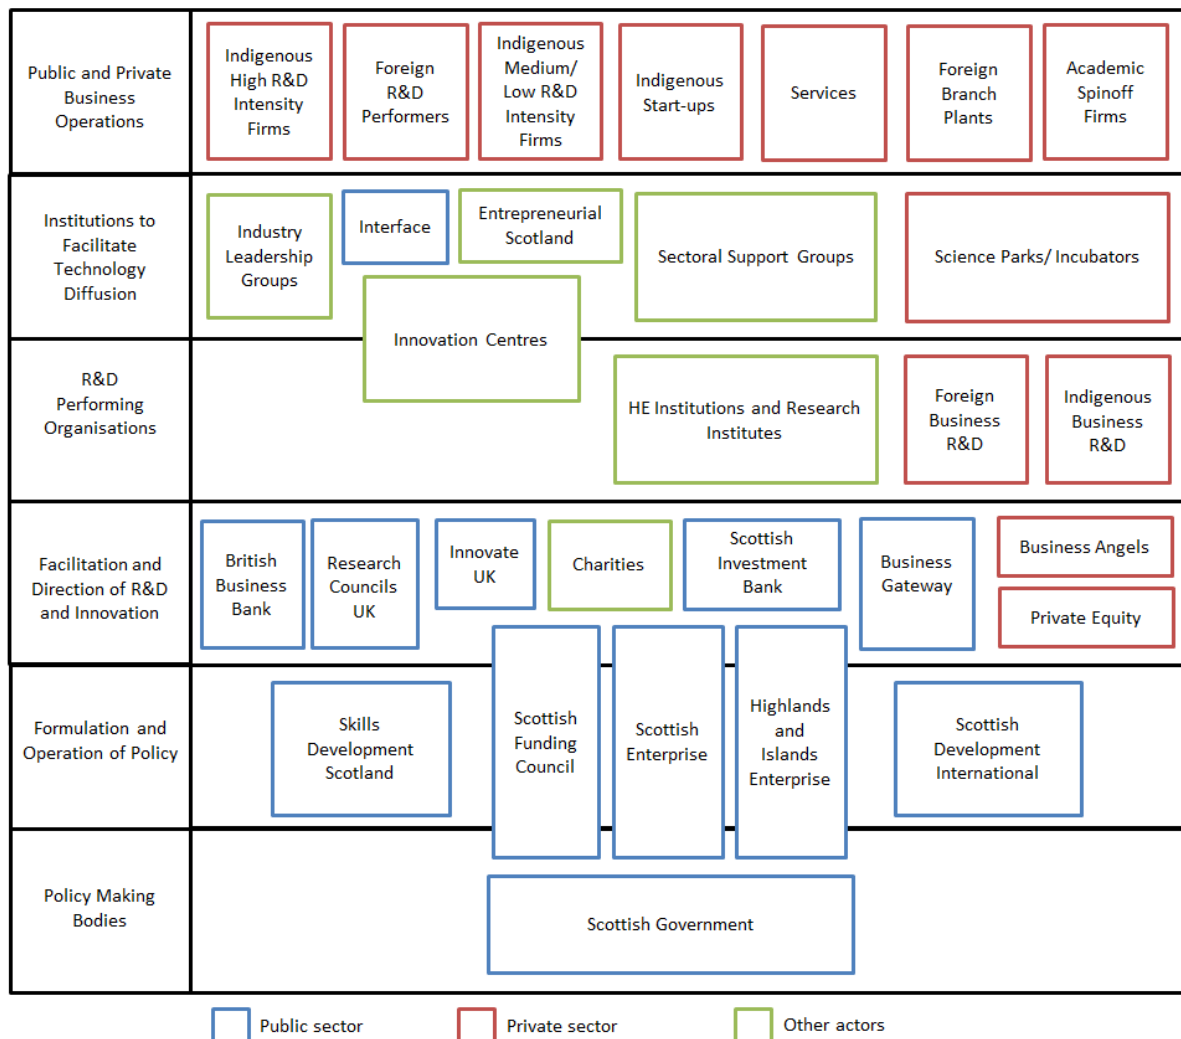 Public and Private
Business
Operations
Indigenous
High R&D
Intensity
Firms
Foreign
R&D
Performers
Indigenous
Medium/
Low R&D
Intensity
Firms
Indigenous
Start-ups
Services
Foreign
Branch
Plants
Academic
Spinoff
Firms
Institutions to
Facilitate
Technology
Diffusion
Industry
Leadership
Groups
Interface
Entrepreneurial
Scotland
Sectoral Support Groups
Science Parks/ Incubators
Innovation Centres
R&D
Performing
Organisations
HE Institutions and Research
Institutes
Foreign
Business
R&D
Indigenous
Business
R&D
Facilitation and
Direction of R&D
and Innovation
British
Business
Bank
Research
Councils
UK
Innovate
UK
Charities
Scottish
Investment
Bank
Business
Gateway
Business Angels
Private Equity
Formulation and
Operation of Policy
Skills
Development
Scotland
Scottish
Funding
Council
Scottish
Enterprise
Highlands
and
Islands
Enterprise
Scottish
Development
International
Policy Making
Bodies
Scottish Government
Public sector
Private sector
Other actors